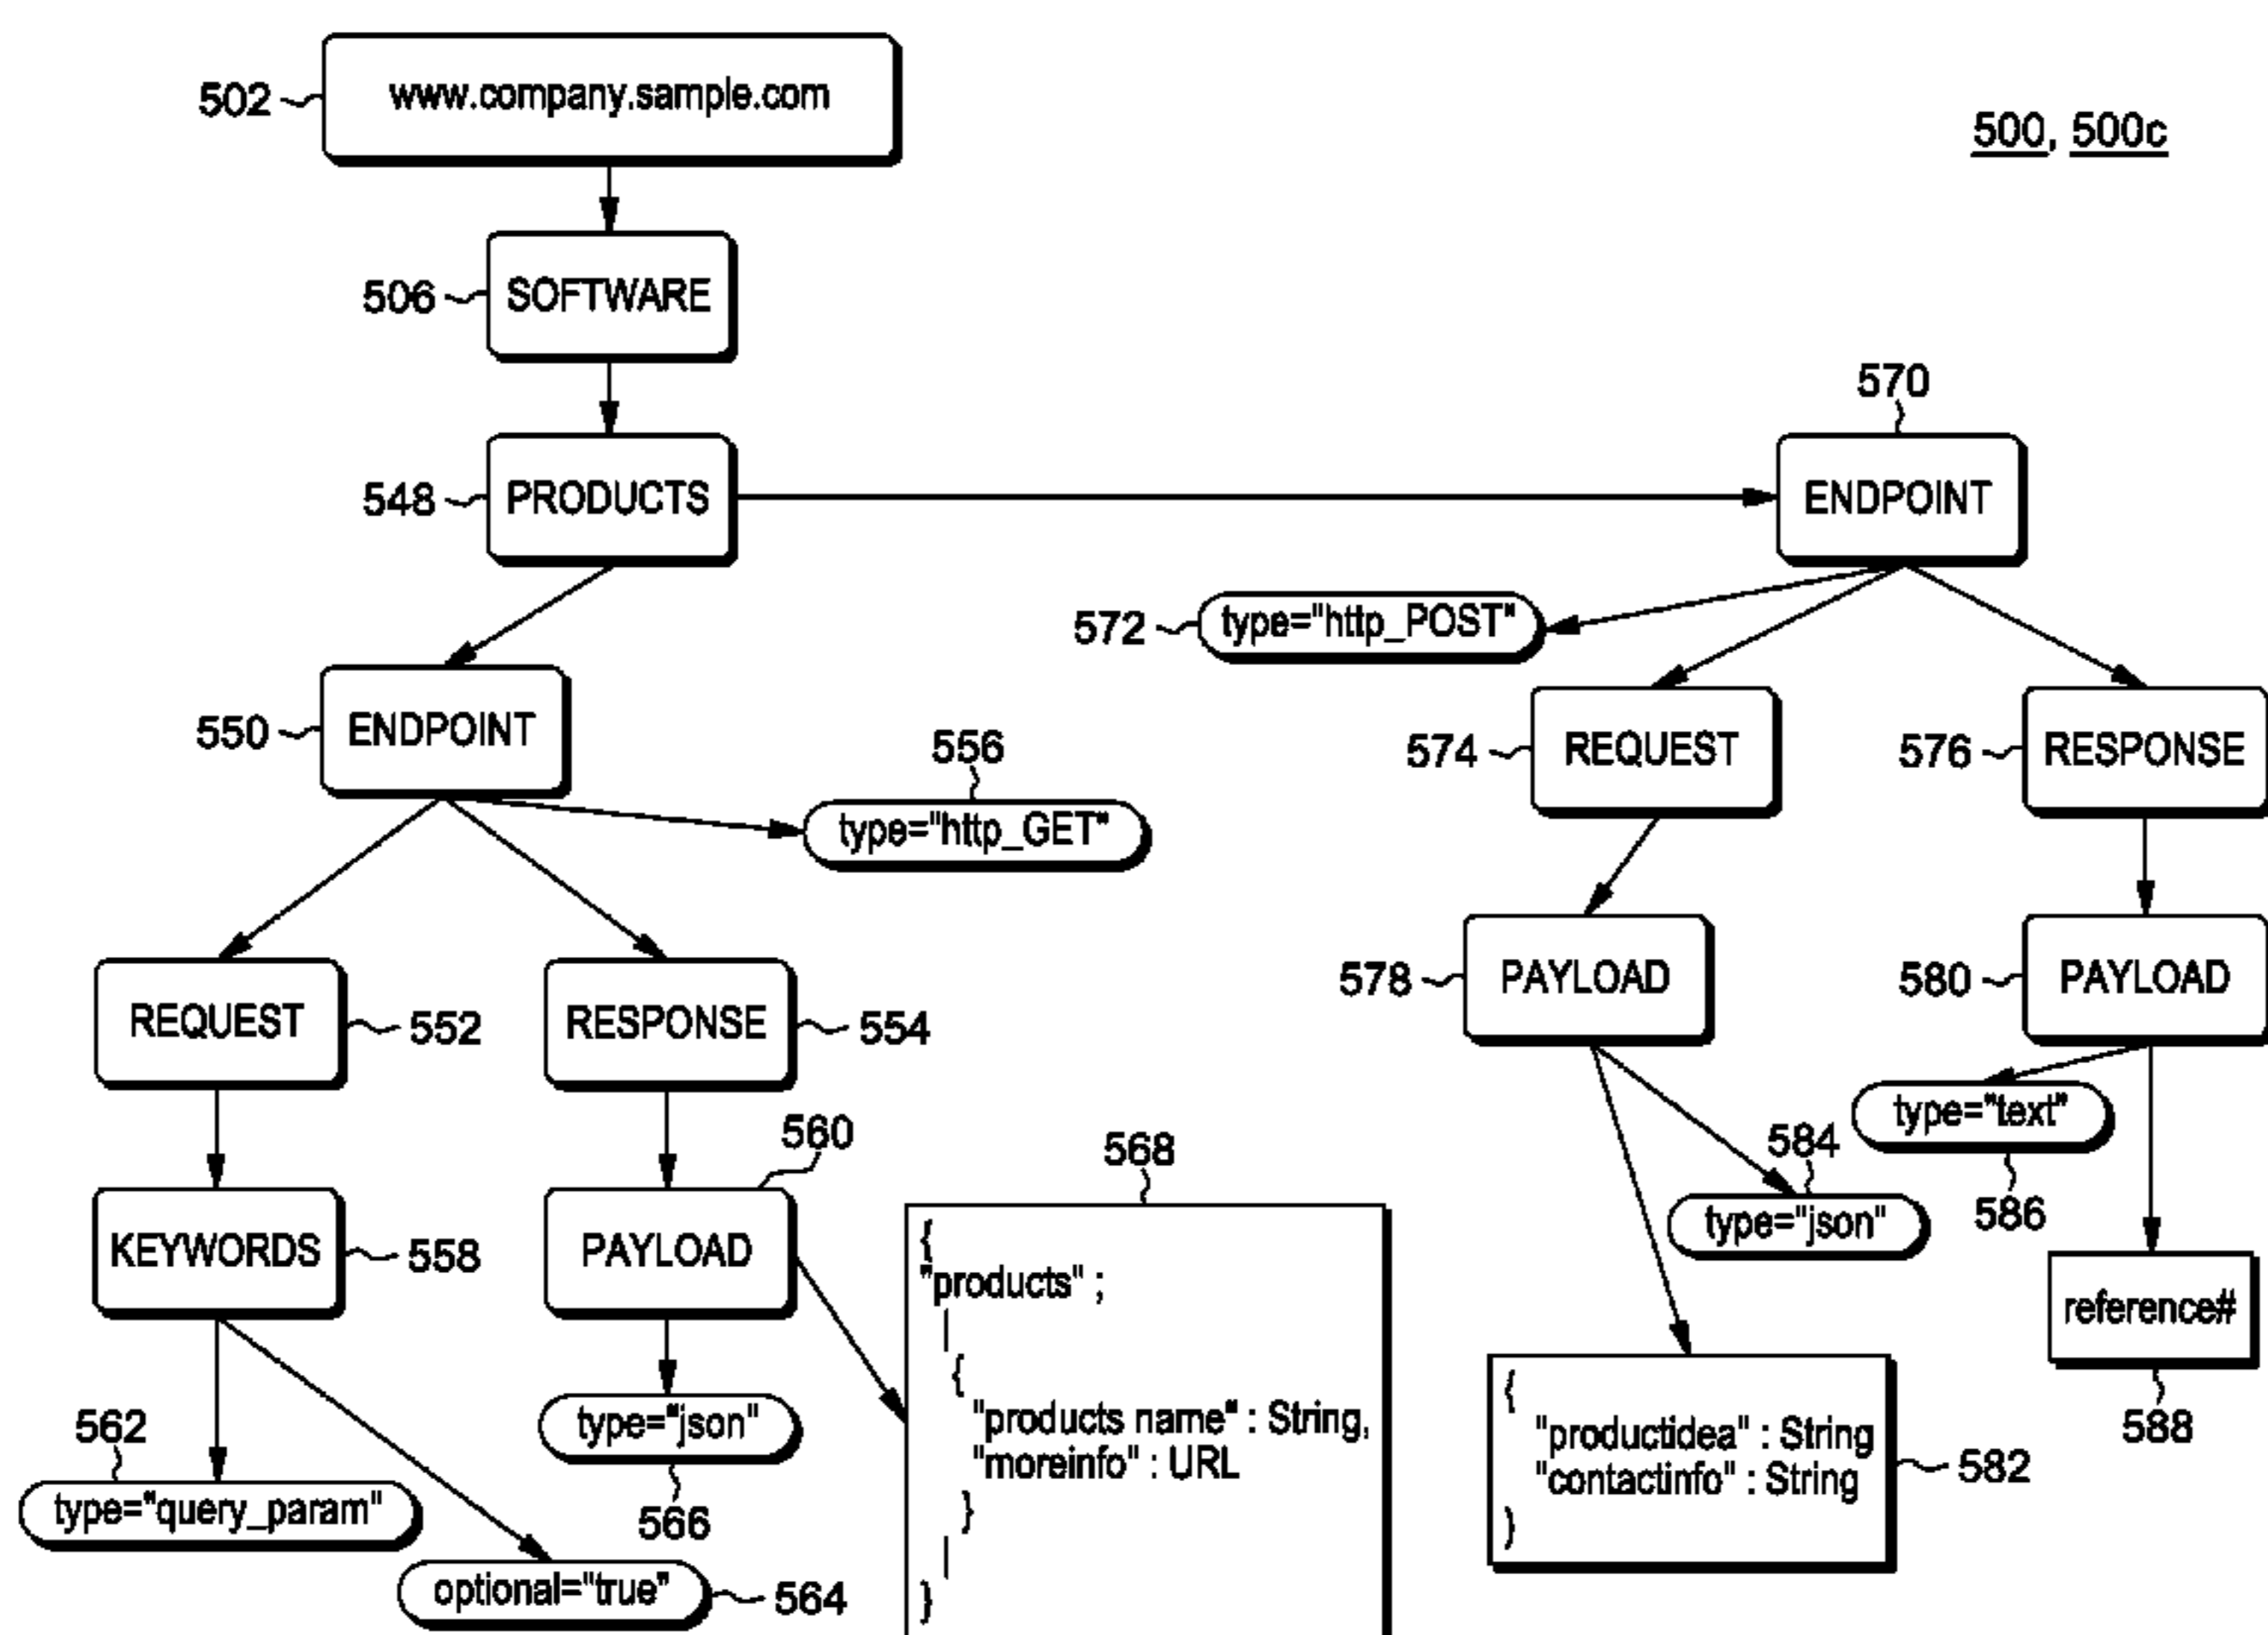 www.company.sample.com
502
500, 500c
506
SOFTWARE
570
548
PRODUCTS
ENDPOINT
572
type="http_POST"
550
ENDPOINT
556
type="http_GET"
574
REQUEST
576
RESPONSE
578
PAYLOAD
580
PAYLOAD
REQUEST
552
RESPONSE
554
type="text"
586
584
type="json"
560
568
KEYWORDS
558
PAYLOAD
reference#
588
{
"products" ;
|
{
"products name" : String,
"moreinfo" : URL
}
|
}
{
"productidea" : String
"contactinfo" : String
}
582
562
type="query_param"
type="json"
566
optional="true"
564